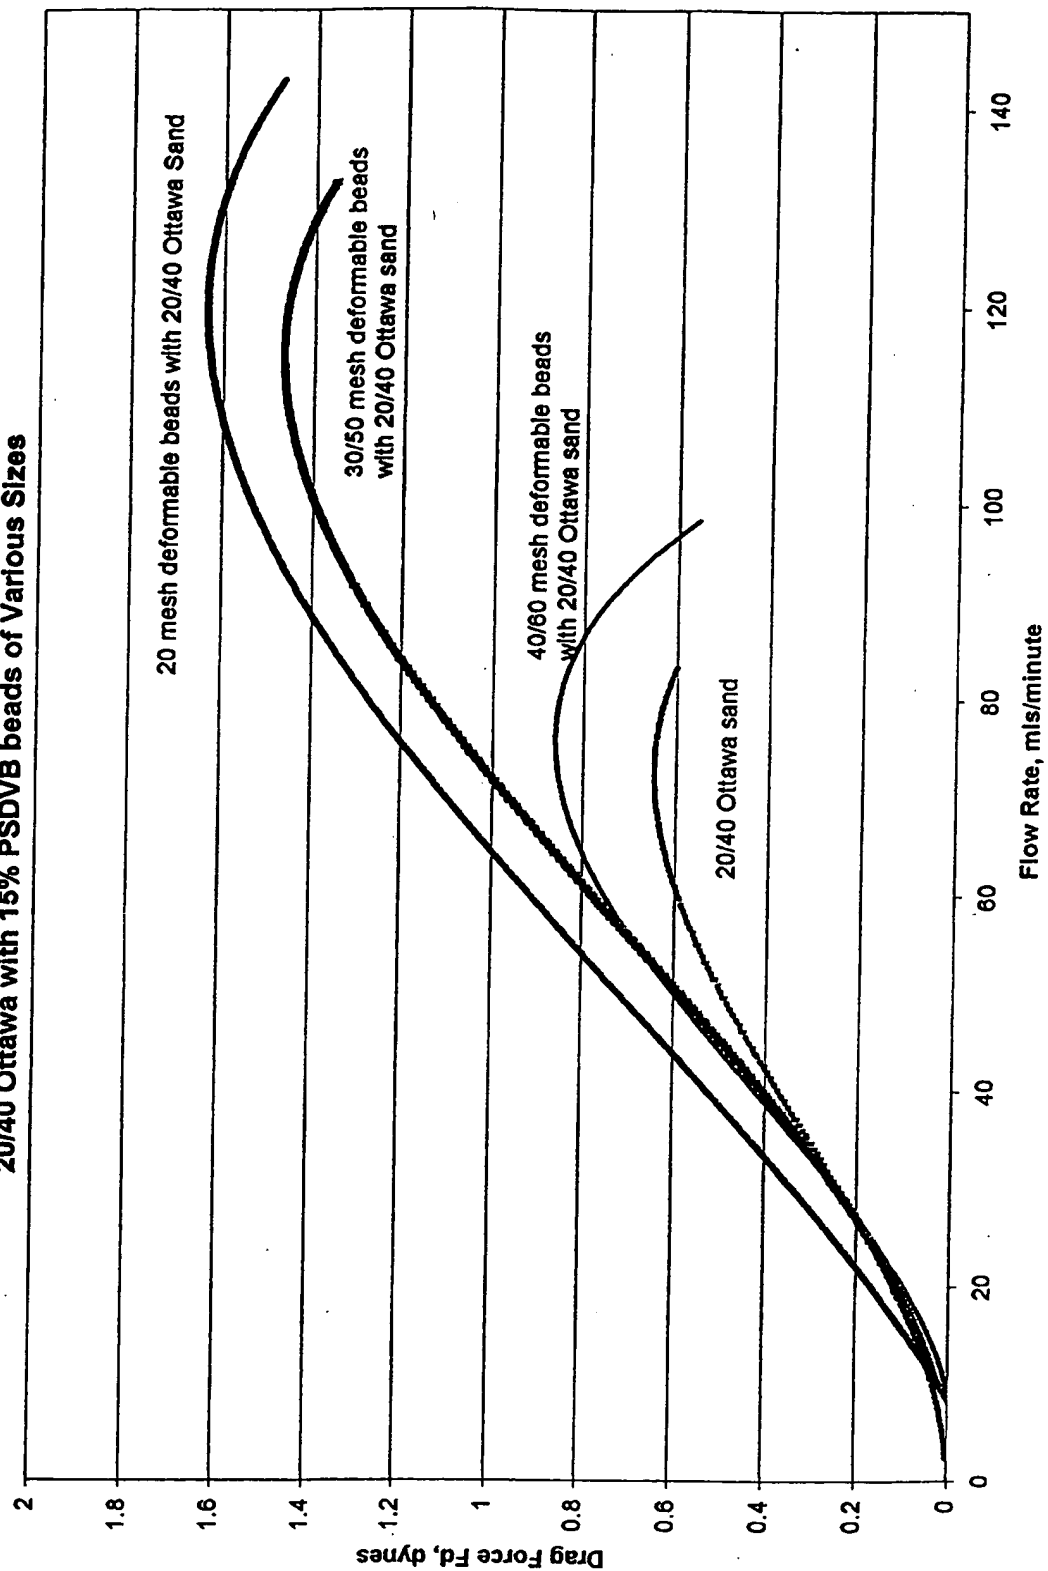 20/40 Ottawa with 15% PSDVB beads of Various Sizes
Drag Force Fd, dynes
2
1.8
1.6
1.4
1.2
1
0.8
0.6
0.4
0.2
0
20 mesh deformable beads with 20/40 Ottawa Sand
30/50 mesh deformable beads
with 20/40 Ottawa sand
40/60 mesh deformable beads
with 20/40 Ottawa sand
20/40 Ottawa sand
0
20
40
60
80
100
120
140
Flow Rate, mls/minute